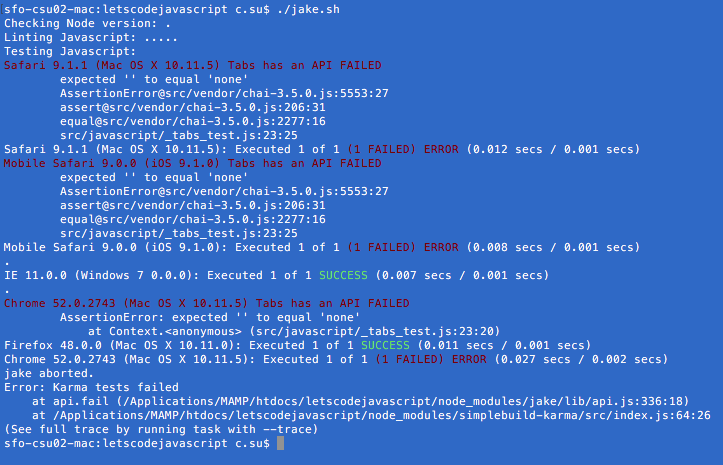 sfo-csu02-mac:letscodejavascript c.su$ ./jake.sh
Checking Node version: .
Linting Javascript: .....
Testing Javascript:
Safari 9.1.1 (Mac OS X 10.11.5) Tabs has an API FAILED
expected '' to equal 'none'
AssertionError@src/vendor/chai-3.5.0.js:5553:27
assert@src/vendor/chai-3.5.0.js:206:31
equal@src/vendor/chai-3.5.0.js:2277:16
src/javascript/_tabs_test.js:23:25
Safari 9.1.1 (Mac OS X 10.11.5): Executed 1 of 1 (1 FAILED) ERROR (0.012 secs / 0.001 secs)
Mobile Safari 9.0.0 (iOS 9.1.0) Tabs has an API FAILED
expected '' to equal 'none'
AssertionError@src/vendor/chai-3.5.0.js:5553:27
assert@src/vendor/chai-3.5.0.js:206:31
equal@src/vendor/chai-3.5.0.js:2277:16
src/javascript/_tabs_test.js:23:25
Mobile Safari 9.0.0 (iOS 9.1.0): Executed 1 of 1 (1 FAILED) ERROR (0.008 secs / 0.001 secs)
.
IE 11.0.0 (Windows 7 0.0.0): Executed 1 of 1 SUCCESS (0.007 secs / 0.001 secs)
.
Chrome 52.0.2743 (Mac OS X 10.11.5) Tabs has an API FAILED
AssertionError: expected '' to equal 'none'
at Context.<anonymous> (src/javascript/_tabs_test.js:23:20)
Firefox 48.0.0 (Mac OS X 10.11.0): Executed 1 of 1 SUCCESS (0.011 secs / 0.001 secs)
Chrome 52.0.2743 (Mac OS X 10.11.5): Executed 1 of 1 (1 FAILED) ERROR (0.027 secs / 0.002 secs)
jake aborted.
Error: Karma tests failed
at api.fail (/Applications/MAMP/htdocs/letscodejavascript/node_modules/jake/lib/api.js:336:18)
at /Applications/MAMP/htdocs/letscodejavascript/node_modules/simplebuild-karma/src/index.js:64:26
(See full trace by running task with --trace)
sfo-csu02-mac:letscodejavascript c.su$